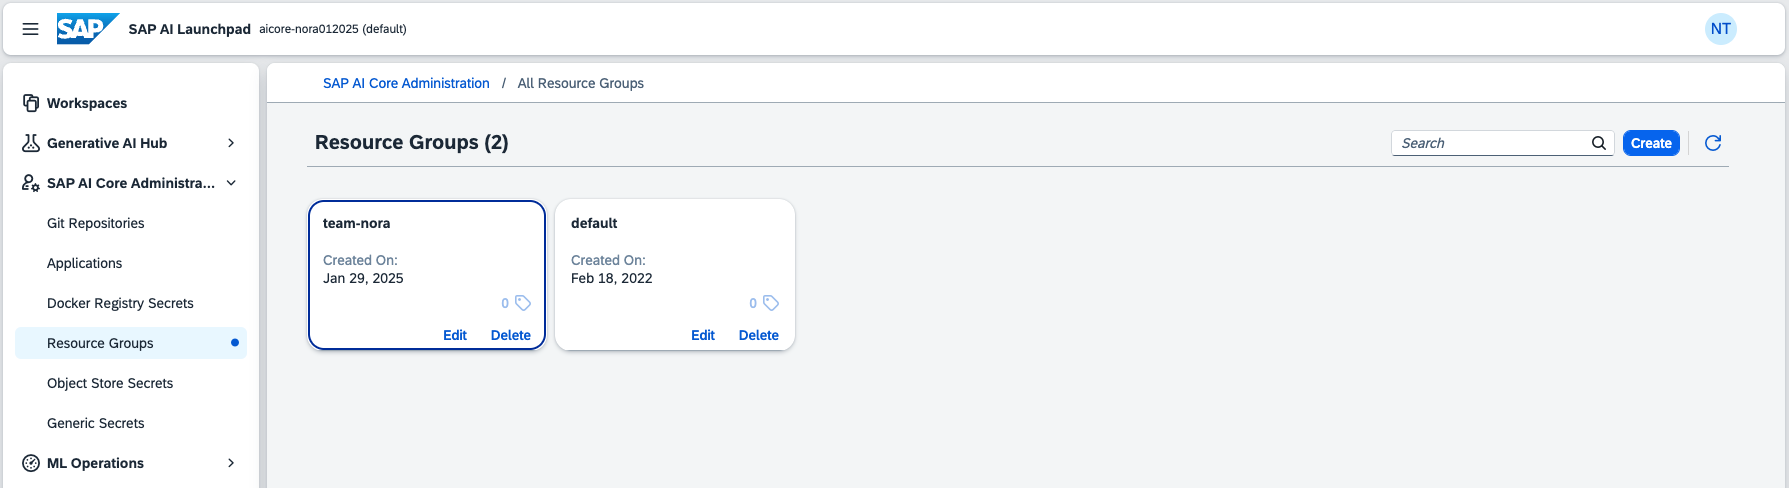 SAP SAP AI Launchpad aicore-nora012025 (default) NT
Workspaces
Generative AI Hub
SAP AI Core Administra...
Git Repositories
Applications
Docker Registry Secrets
Resource Groups
Object Store Secrets
Generic Secrets
ML Operations
SAP AI Core Administration / All Resource Groups
Resource Groups (2)
Search Create
team-nora
Created On:
Jan 29, 2025
0
Edit Delete
default
Created On:
Feb 18, 2022
0
Edit Delete